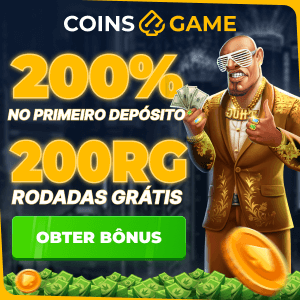 COINS GAME
200%
NO PRIMEIRO DEPÓSITO
200RG
RODADAS GRÁTIS
OBTER BÔNUS